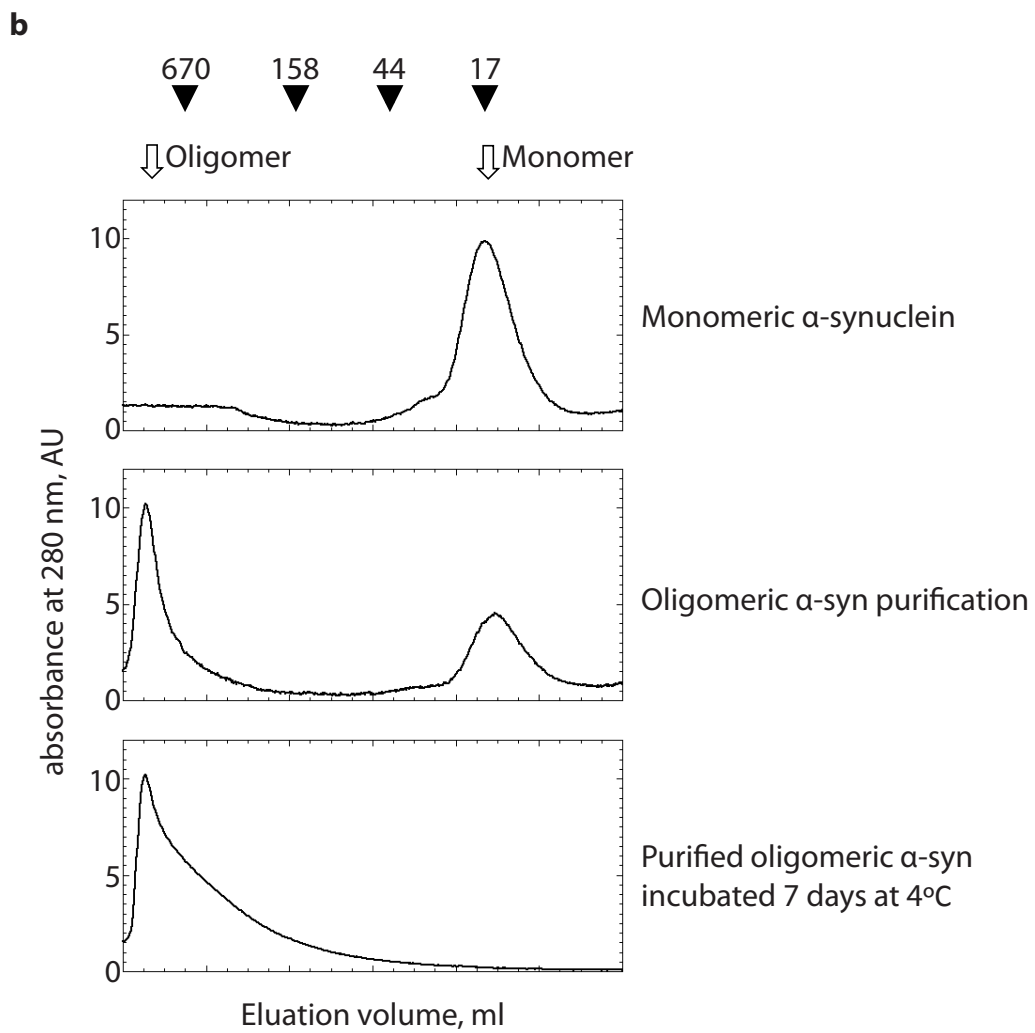 b
670 158 44 17
Oligomer Monomer
10
5
0
Monomeric α-synuclein
10
5
0
Oligomeric α-syn purification
10
5
0
Purified oligomeric α-syn
incubated 7 days at 4ºC
absorbance at 280 nm, AU
Eluation volume, ml